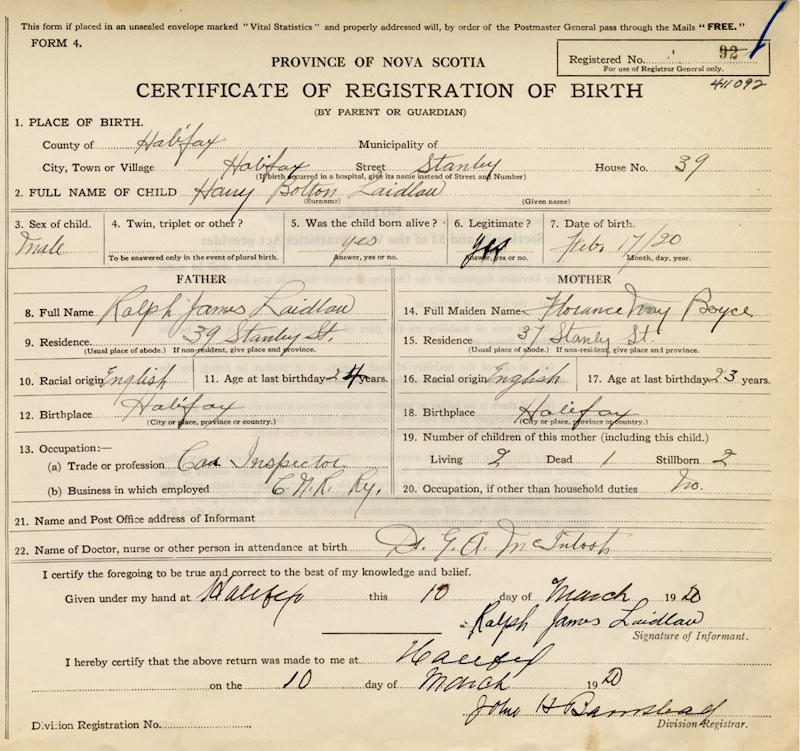 This form if placed in an unsealed envelope marked "Vital Statistics" and properly addressed will, by order of the Postmaster General pass through the Mails "FREE."
FORM 4.
PROVINCE OF NOVA SCOTIA
Registered No. 92
For use of Registrar General only.
CERTIFICATE OF REGISTRATION OF BIRTH
411092
(BY PARENT OR GUARDIAN)
1. PLACE OF BIRTH.
County of Halifax Municipality of
City, Town or Village Halifax Street Stanley House No. 39
(If birth occurred in a hospital, give its name instead of Street and Number)
2. FULL NAME OF CHILD Harry Bolton Laidlaw
(Surname) (Given name)
3. Sex of child. 4. Twin, triplet or other? 5. Was the child born alive? 6. Legitimate? 7. Date of birth.
Male yes yes Feb. 17/20
To be answered only in the event of plural birth. Answer, yes or no. Answer, yes or no. Month, day, year.
FATHER
8. Full Name Ralph James Laidlaw
9. Residence. 39 Stanley St.
(Usual place of abode.) If non-resident, give place and province.
10. Racial origin English 11. Age at last birthday 24 years.
12. Birthplace Halifax
(City or place, province or country.)
13. Occupation:—
(a) Trade or profession Car Inspector
(b) Business in which employed C.N.R. Ry.
MOTHER
14. Full Maiden Name Florance May Boyce
15. Residence 37 Stanly St.
(Usual place of abode.) If non-resident, give place and province.
16. Racial origin English 17. Age at last birthday 23 years.
18. Birthplace Halifax
(City or place, province or country.)
19. Number of children of this mother (including this child.)
Living 2 Dead 1 Stillborn 2
20. Occupation, if other than household duties No.
21. Name and Post Office address of Informant
22. Name of Doctor, nurse or other person in attendance at birth Dr. G. A. McIntosh
I certify the foregoing to be true and correct to the best of my knowledge and belief.
Given under my hand at Halifax this 10 day of March 1920
Ralph James Laidlaw
Signature of Informant.
I hereby certify that the above return was made to me at Halifax
on the 10 day of March 1920
John H Barnstead
Division Registration No. Division Registrar.